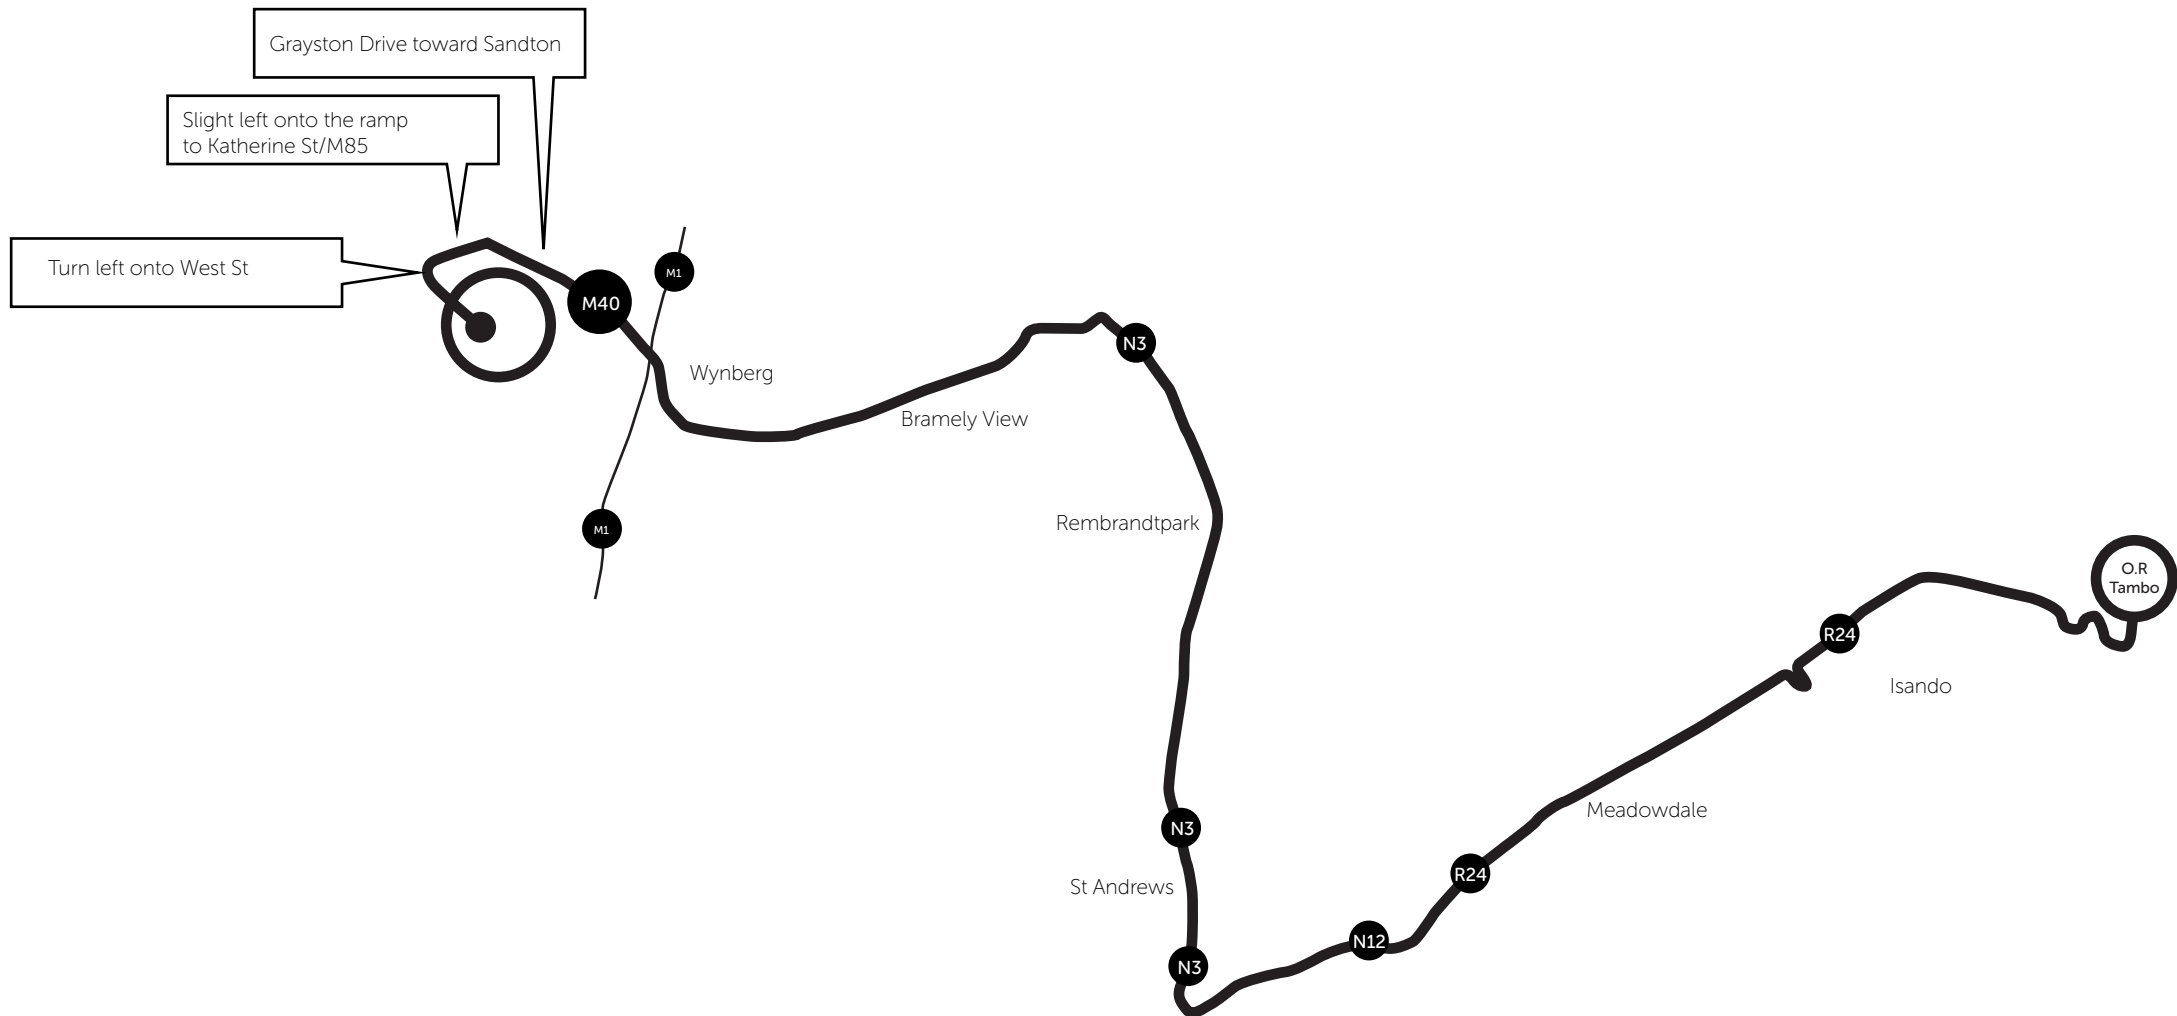 Grayston Drive toward Sandton
Slight left onto the ramp
to Katherine St/M85
Turn left onto West St
M1
M40
N3
Wynberg
Bramely View
Rembrandtpark
M1
O.R
Tambo
R24
Isando
Meadowdale
N3
R24
St Andrews
N12
N3